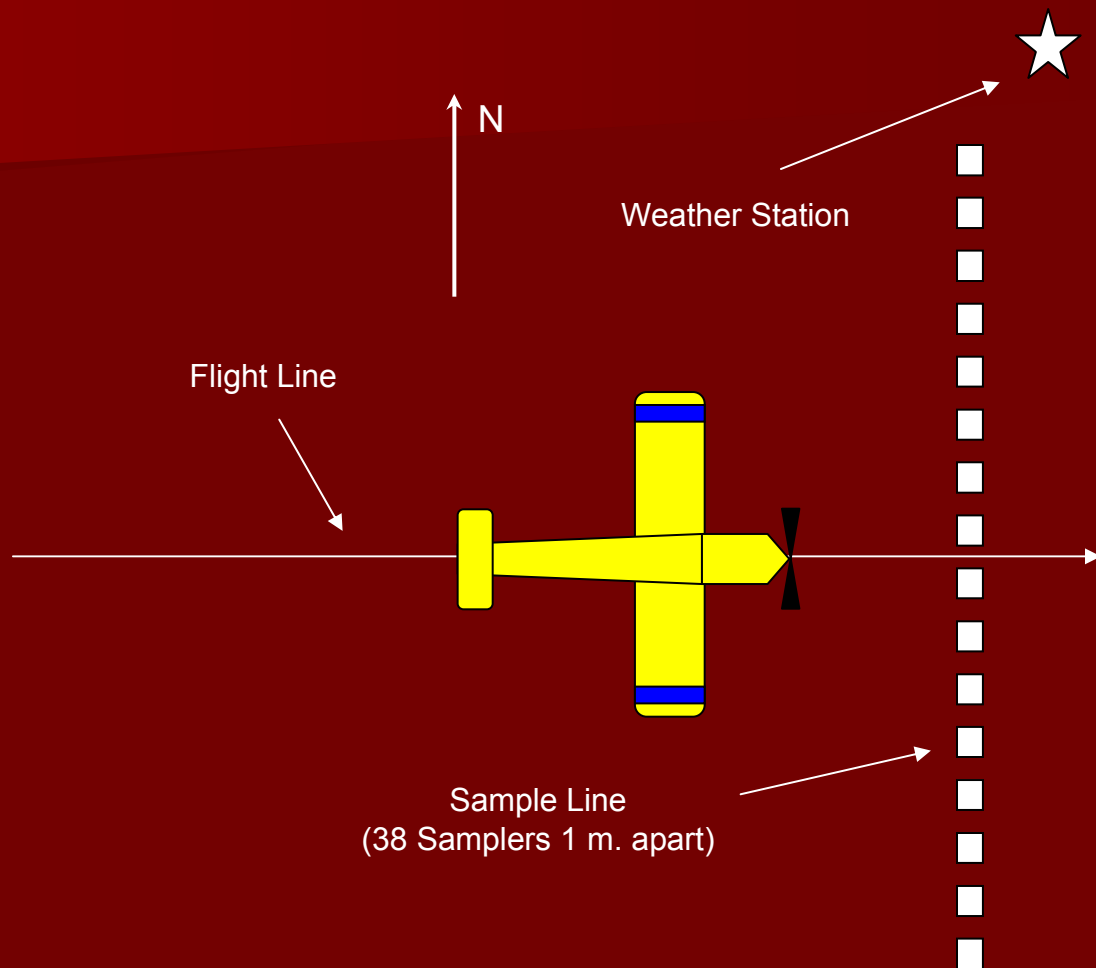 N
Weather Station
Flight Line
Sample Line
(38 Samplers 1 m. apart)